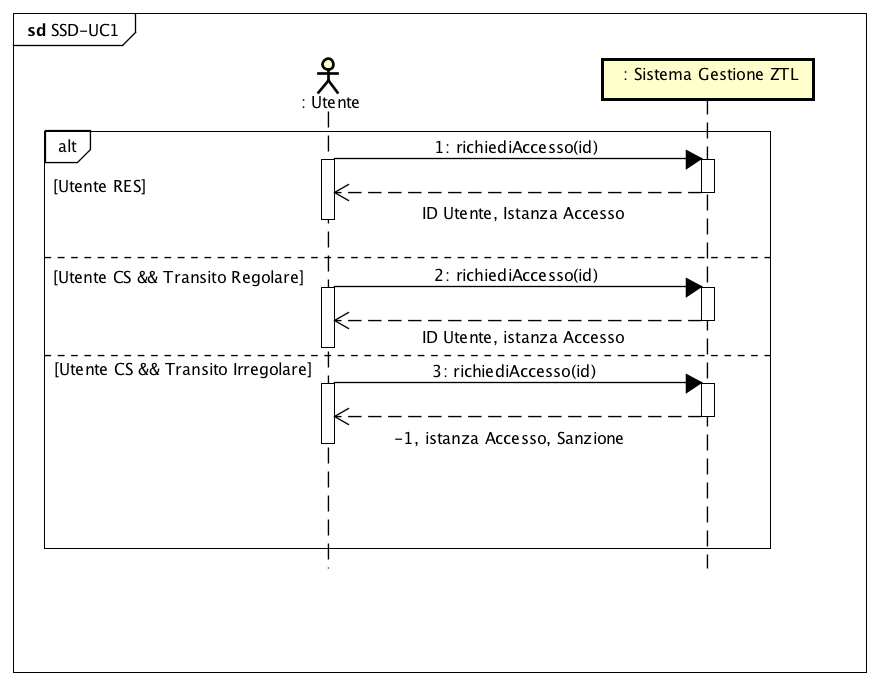 sd SSD-UC1
: Utente
: Sistema Gestione ZTL
alt
1: richiediAccesso(id)
[Utente RES]
ID Utente, Istanza Accesso
[Utente CS && Transito Regolare]
2: richiediAccesso(id)
ID Utente, istanza Accesso
[Utente CS && Transito Irregolare]
3: richiediAccesso(id)
-1, istanza Accesso, Sanzione